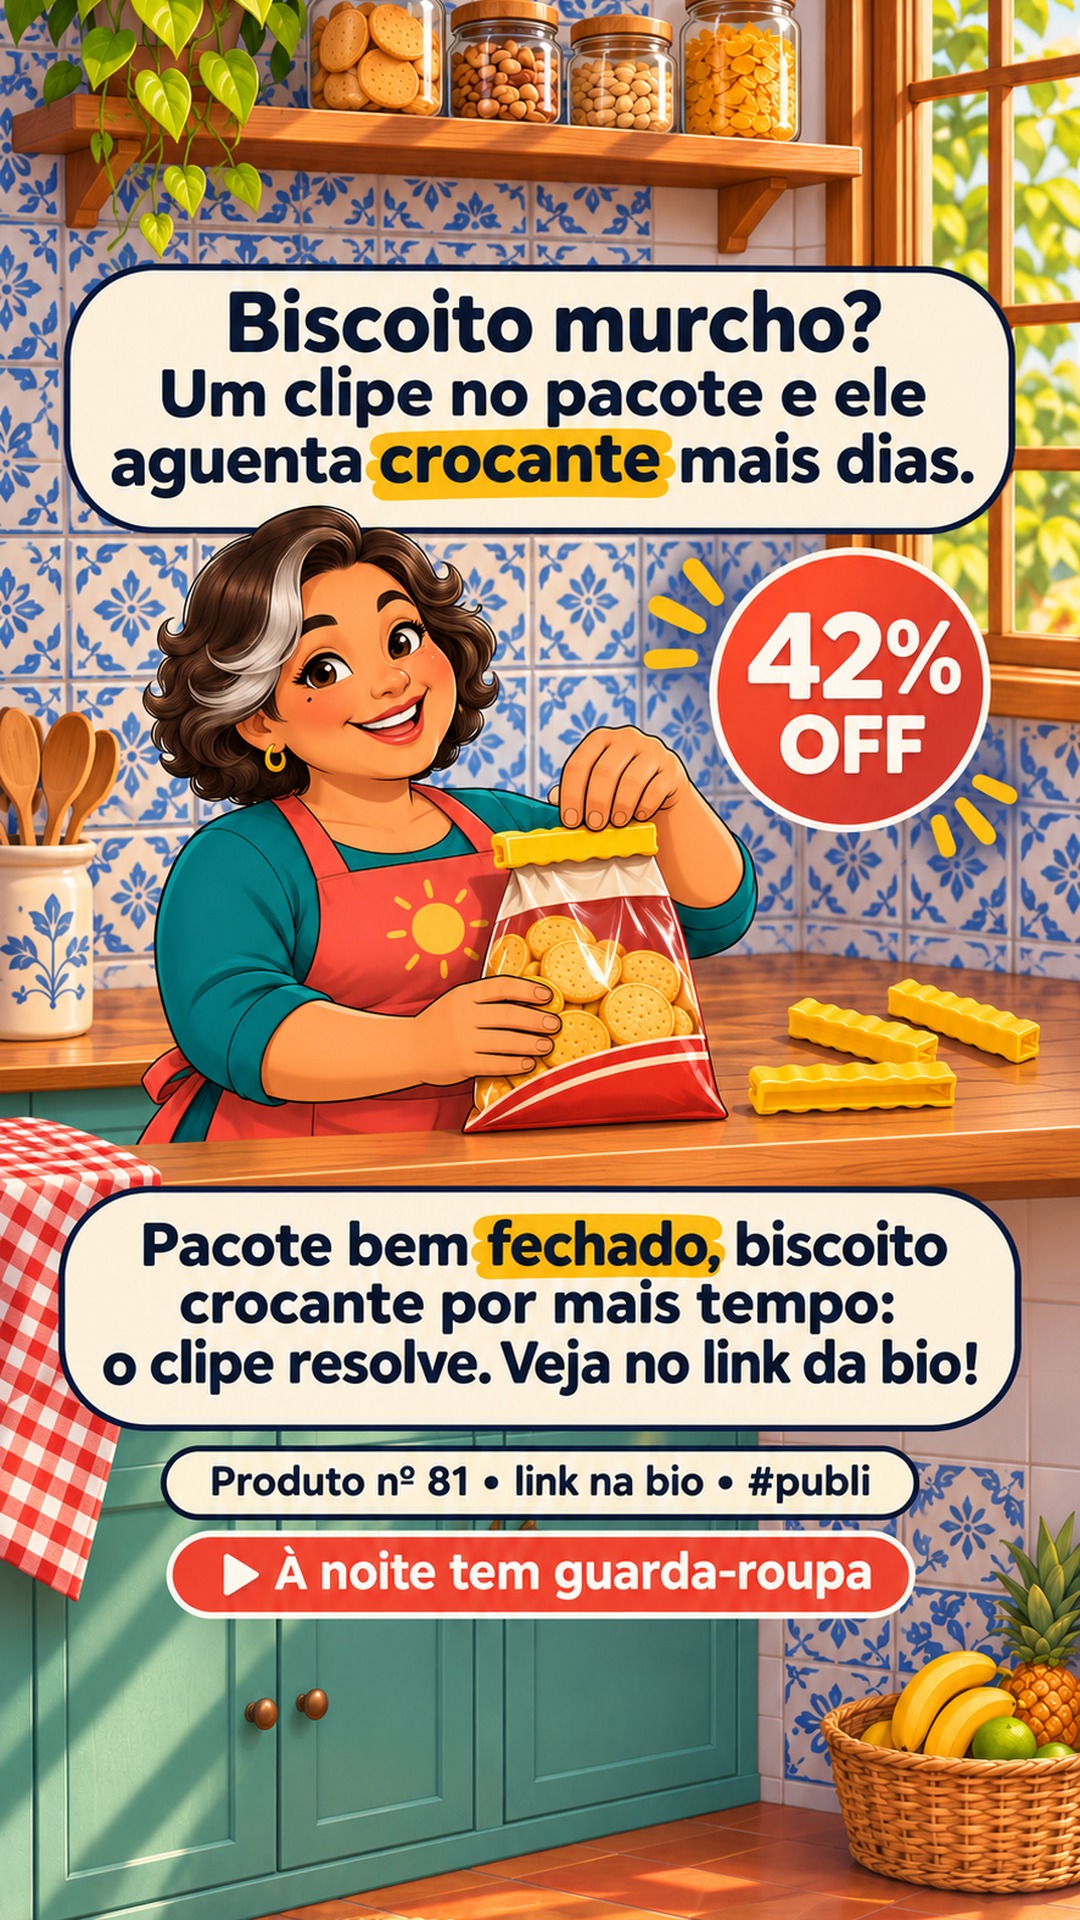 Biscoito murcho?
Um clipe no pacote e ele
aguenta crocante mais dias.
42%
OFF
Pacote bem fechado, biscoito
crocante por mais tempo:
o clipe resolve. Veja no link da bio!
Produto nº 81 • link na bio • #publi
▶ À noite tem guarda-roupa